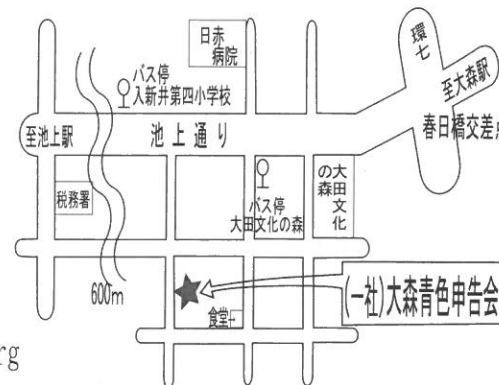 日赤
病院
環七
バス停
入新井第四小学校
至大森駅
至池上駅
池上通り
春日橋交差点
大田文化
の森
税務署
バス停
大田文化の森
600m
(一社)大森青色申告会
食堂
rg